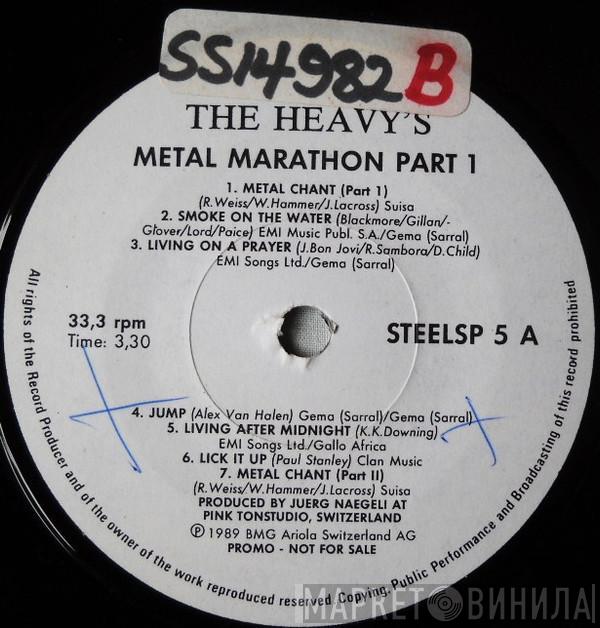 SS14982B
THE HEAVY'S
METAL MARATHON PART 1
1. METAL CHANT (Part 1)
(R.Weiss/W.Hammer/J.Lacross) Suisa
2. SMOKE ON THE WATER (Blackmore/Gillan/-
Glover/Lord/Paice) EMI Music Publ. S.A./Gema (Sarral)
3. LIVING ON A PRAYER (J.Bon Jovi/R.Sambora/D.Child)
EMI Songs Ltd./Gema (Sarral)
33,3 rpm
Time: 3,30
STEELSP 5 A
4. JUMP (Alex Van Halen) Gema (Sarral)/Gema (Sarral)
5. LIVING AFTER MIDNIGHT (K.K.Downing)
EMI Songs Ltd./Gallo Africa
6. LICK IT UP (Paul Stanley) Clan Music
7. METAL CHANT (Part II)
(R.Weiss/W.Hammer/J.Lacross) Suisa
PRODUCED BY JUERG NAEGELI AT
PINK TONSTUDIO, SWITZERLAND
℗ 1989 BMG Ariola Switzerland AG
PROMO - NOT FOR SALE
All rights of the Record Producer and of the owner of the work reproduced reserved. Copying, Public Performance and Broadcasting of this record prohibited
МАРКЕТ ВИНИЛА